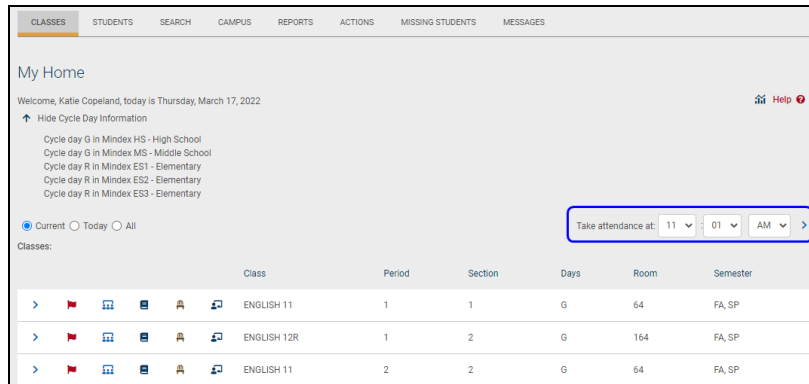 CLASSES STUDENTS SEARCH CAMPUS REPORTS ACTIONS MISSING STUDENTS MESSAGES
My Home
Welcome, Katie Copeland, today is Thursday, March 17, 2022
Help ?
Hide Cycle Day Information
Cycle day G in Mindex HS - High School
Cycle day G in Mindex MS - Middle School
Cycle day R in Mindex ES1 - Elementary
Cycle day R in Mindex ES2 - Elementary
Cycle day R in Mindex ES3 - Elementary
Current Today All
Take attendance at: 11 : 01 AM
Classes:
Class Period Section Days Room Semester
ENGLISH 11 1 1 G 64 FA, SP
ENGLISH 12R 1 2 G 164 FA, SP
ENGLISH 11 2 2 G 64 FA, SP